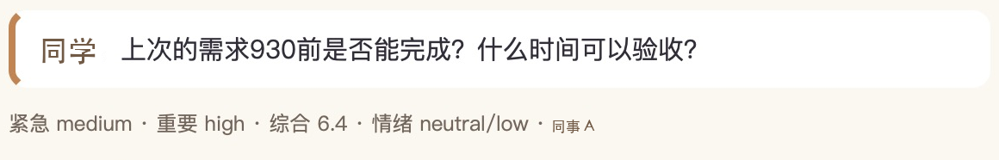 同学 上次的需求930前是否能完成？什么时间可以验收？
紧急 medium · 重要 high · 综合 6.4 · 情绪 neutral/low · 同事 A